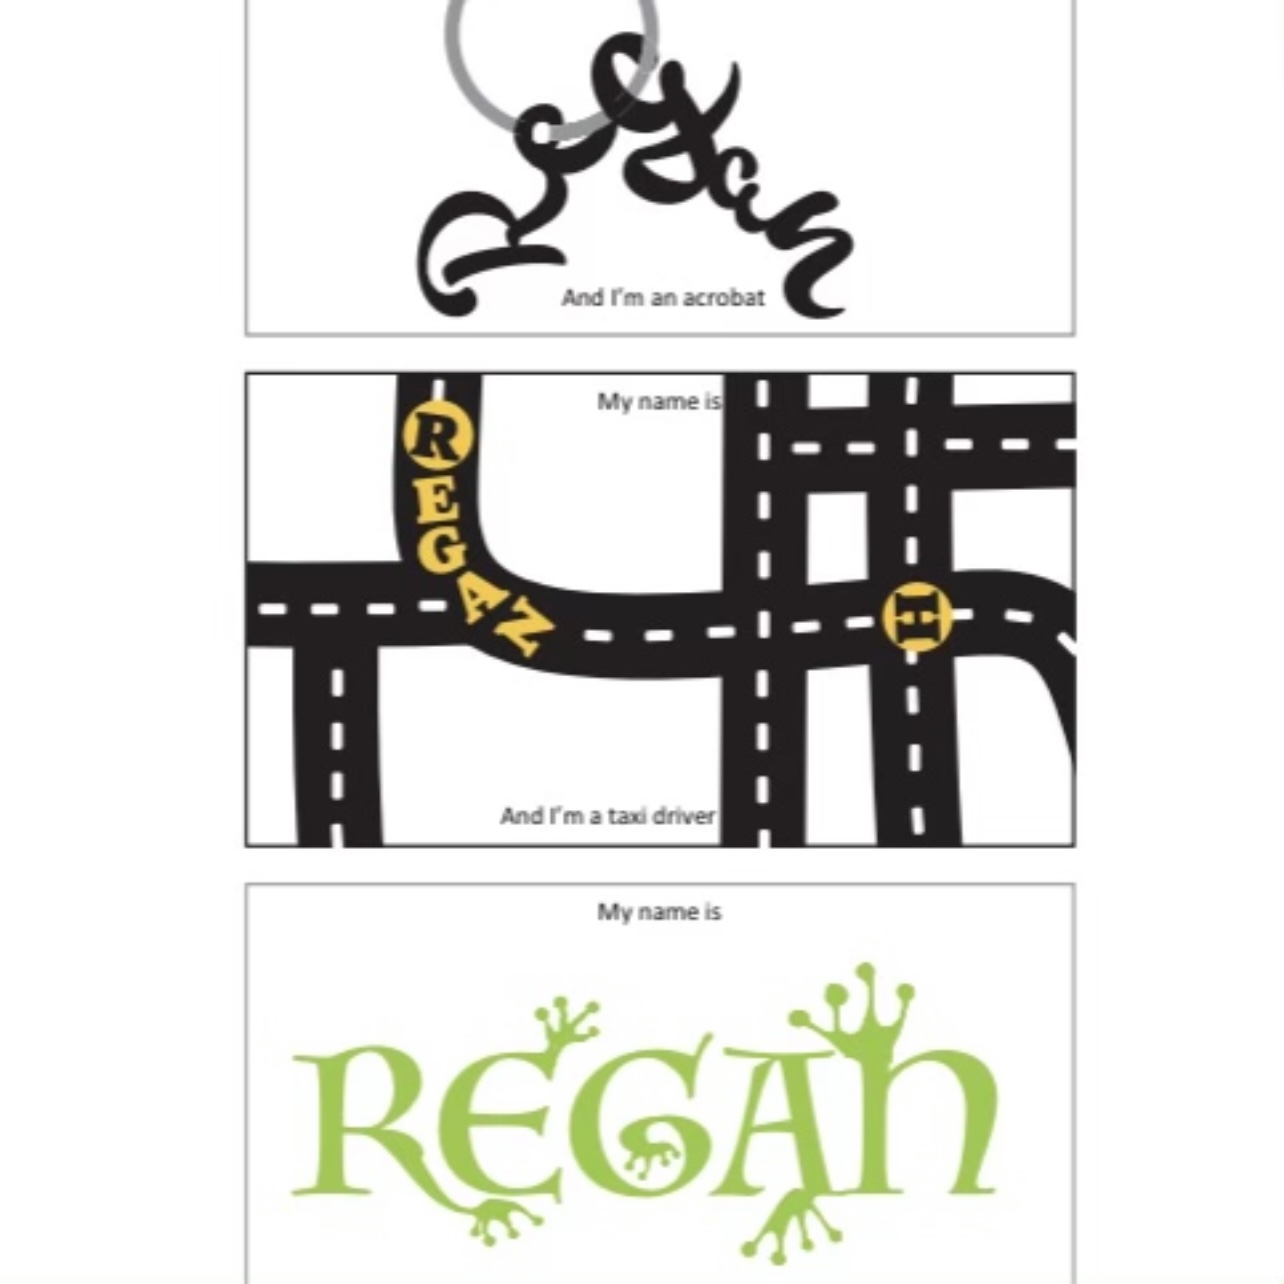 Regan
And I'm an acrobat
My name is
REGAN
H
And I'm a taxi driver
My name is
REGAN